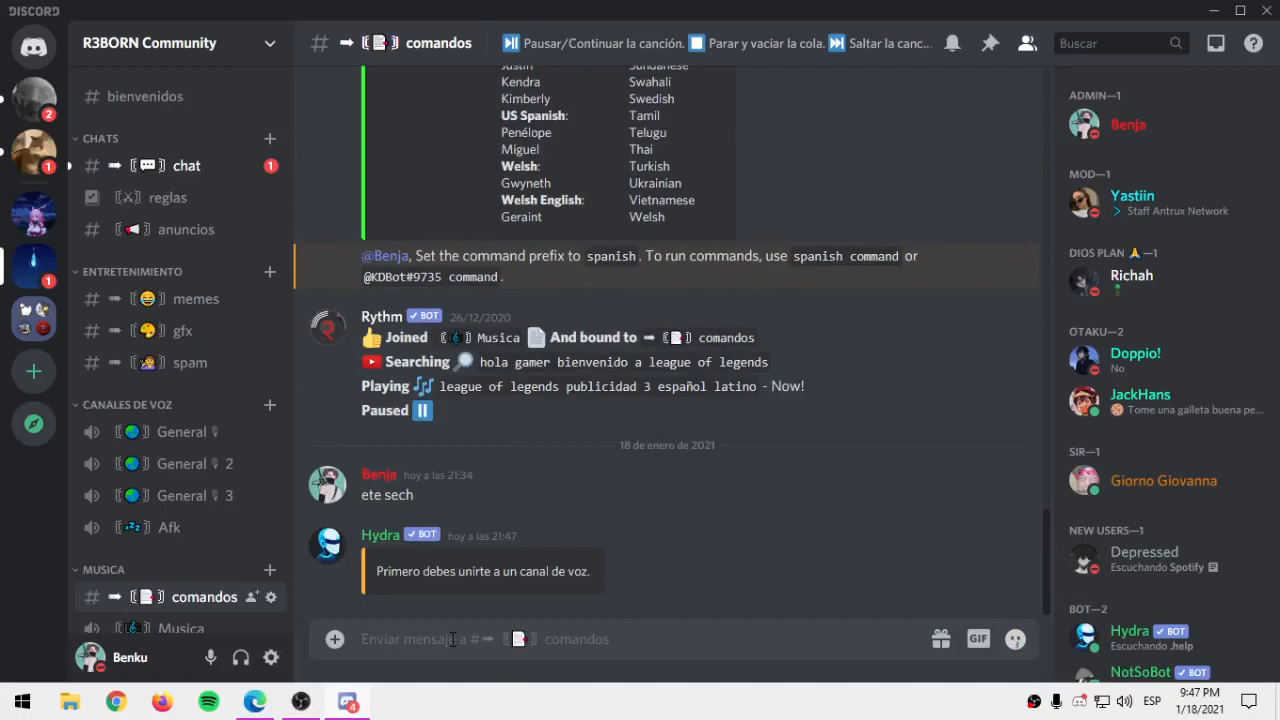 DISCORD
R3BORN Community
# bienvenidos
CHATS
# ➡ 〘💬〙 chat 1
reglas
〘📢〙 anuncios
ENTRETENIMIENTO
# ➡ 〘😂〙 memes
# ➡ 〘🎨〙 gfx
# ➡ 〘🙅〙 spam
CANALES DE VOZ
〘🌎〙 General 🎙
〘🌎〙 General 🎙 2
〘🌎〙 General 🎙 3
〘💤〙 Afk
MUSICA
# ➡ 〘📑〙 comandos
〘🎼〙 Musica
Benku
2
1
1
# ➡ 〘📑〙 comandos
⏯ Pausar/Continuar la canción. ⏹ Parar y vaciar la cola. ⏭ Saltar la canc...
Buscar
Justin Sundanese
Kendra Swahali
Kimberly Swedish
US Spanish: Tamil
Penélope Telugu
Miguel Thai
Welsh: Turkish
Gwyneth Ukrainian
Welsh English: Vietnamese
Geraint Welsh
@Benja, Set the command prefix to spanish. To run commands, use spanish command or
@KDBot#9735 command.
Rythm ✓ BOT 26/12/2020
👍 Joined 〘🎼〙 Musica 📄 And bound to ➡ 〘📑〙 comandos
Searching 🔎 hola gamer bienvenido a league of legends
Playing 🎶 league of legends publicidad 3 español latino - Now!
Paused ⏸
18 de enero de 2021
Benja hoy a las 21:34
ete sech
Hydra ✓ BOT hoy a las 21:47
Primero debes unirte a un canal de voz.
Enviar mensaje a # ➡ 〘📑〙 comandos
GIF
ADMIN—1
Benja
MOD—1
Yastiin
> Staff Antrux Network
DIOS PLAN 🙏—1
Richah
OTAKU—2
Doppio!
No
JackHans
Tome una galleta buena pe...
SIR—1
Giorno Giovanna
NEW USERS—1
Depressed
Escuchando Spotify
BOT—2
Hydra ✓ BOT
Escuchando .help
NotSoBot ✓ BOT
4
ESP
9:47 PM
1/18/2021